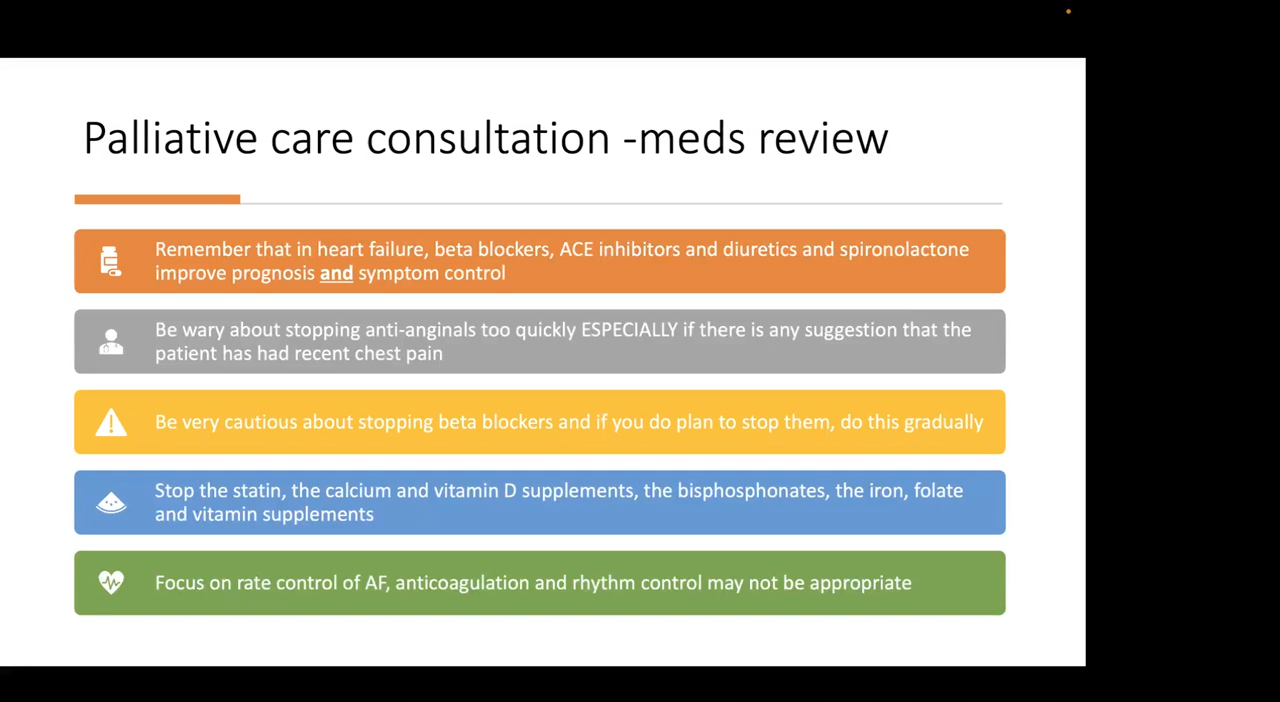 Palliative care consultation -meds review
Remember that in heart failure, beta blockers, ACE inhibitors and diuretics and spironolactone
improve prognosis and symptom control
Be wary about stopping anti-anginals too quickly ESPECIALLY if there is any suggestion that the
patient has had recent chest pain
Be very cautious about stopping beta blockers and if you do plan to stop them, do this gradually
Stop the statin, the calcium and vitamin D supplements, the bisphosphonates, the iron, folate
and vitamin supplements
Focus on rate control of AF, anticoagulation and rhythm control may not be appropriate